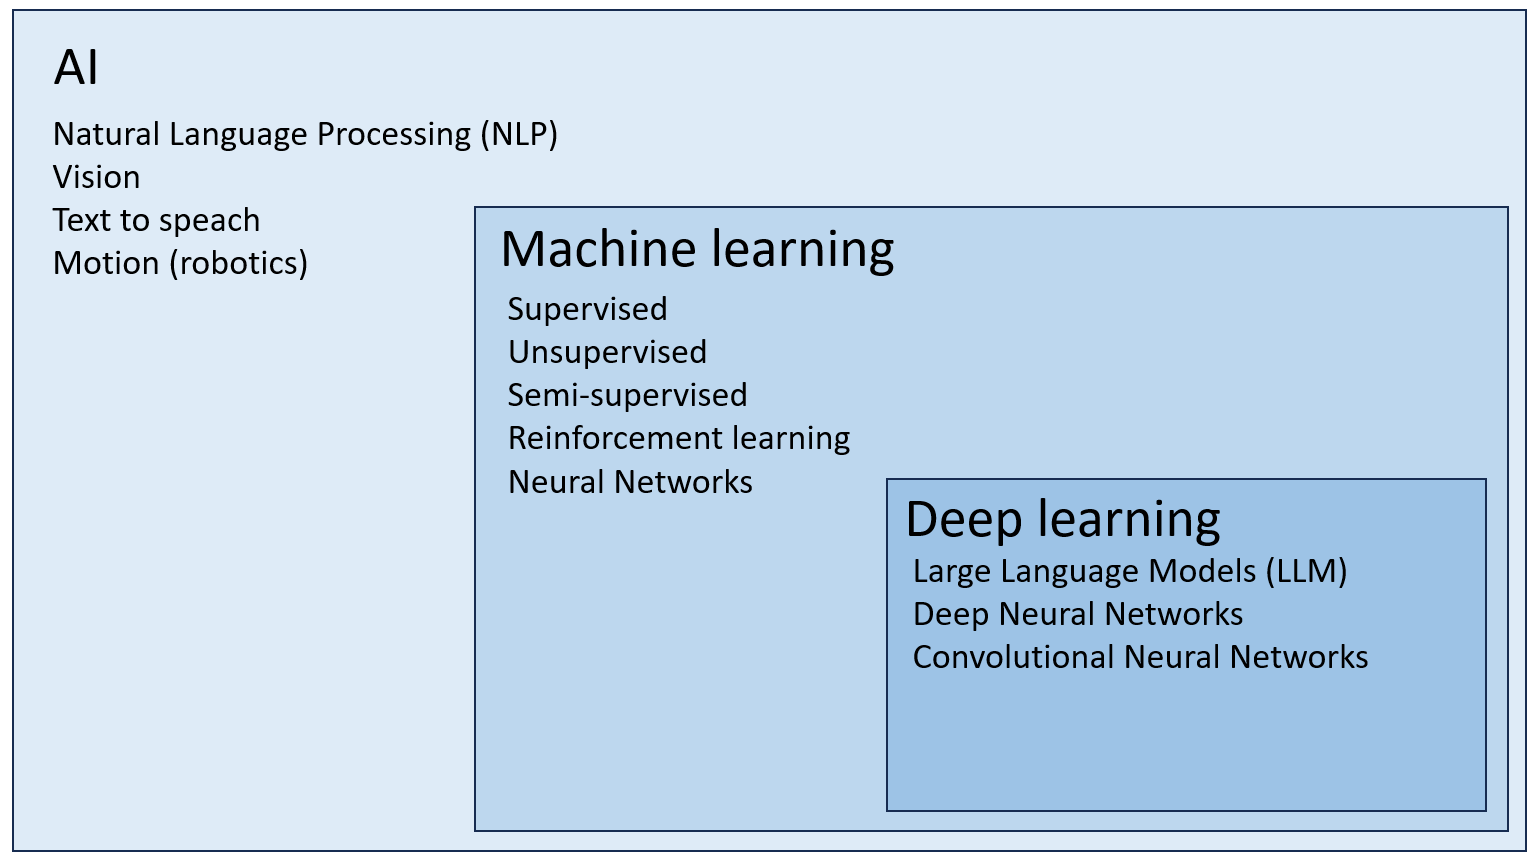 AI
Natural Language Processing (NLP)
Vision
Text to speach
Motion (robotics)
Machine learning
Supervised
Unsupervised
Semi-supervised
Reinforcement learning
Neural Networks
Deep learning
Large Language Models (LLM)
Deep Neural Networks
Convolutional Neural Networks